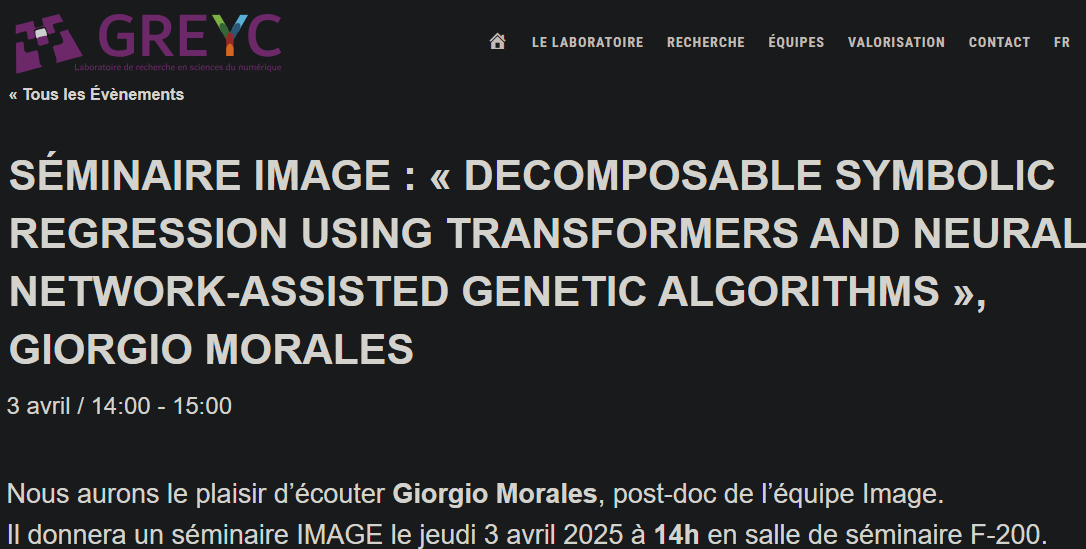 GREYC
Laboratoire de recherche en sciences du numérique
LE LABORATOIRE RECHERCHE ÉQUIPES VALORISATION CONTACT FR
« Tous les Évènements
SÉMINAIRE IMAGE : « DECOMPOSABLE SYMBOLIC
REGRESSION USING TRANSFORMERS AND NEURAL
NETWORK-ASSISTED GENETIC ALGORITHMS »,
GIORGIO MORALES
3 avril / 14:00 - 15:00
Nous aurons le plaisir d’écouter Giorgio Morales, post-doc de l’équipe Image.
Il donnera un séminaire IMAGE le jeudi 3 avril 2025 à 14h en salle de séminaire F-200.